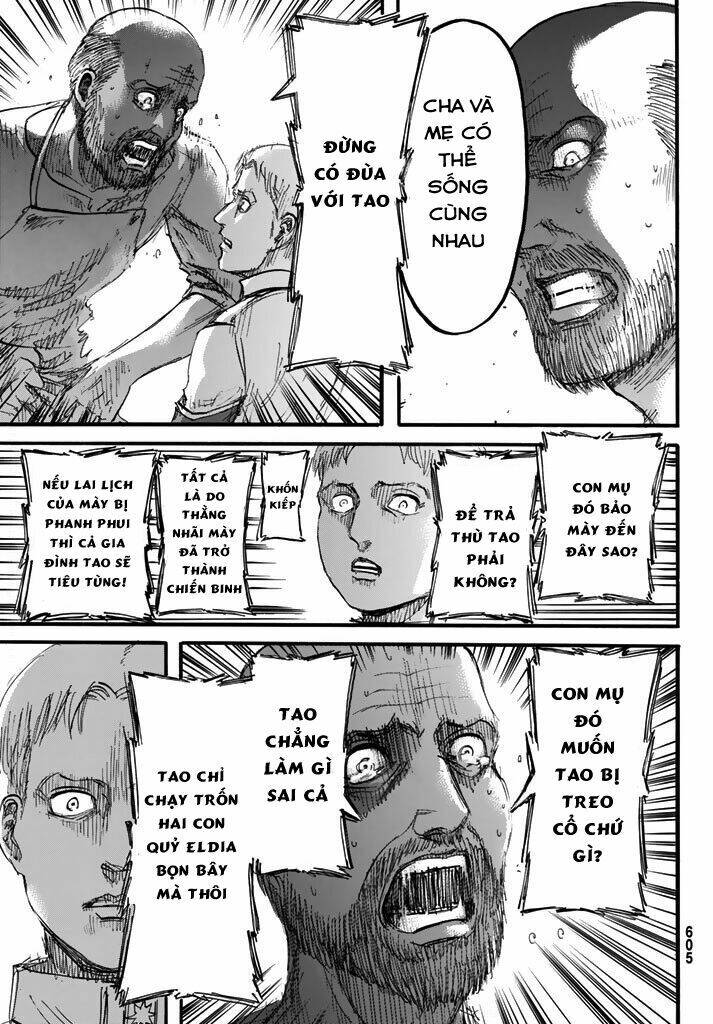 CHA VÀ
MẸ CÓ
THỂ
SỐNG
CÙNG
NHAU
ĐỪNG
CÓ ĐÙA
VỚI TAO
CON MỤ
ĐÓ BẢO
MÀY ĐẾN
ĐÂY SAO?
ĐỂ TRẢ
THÙ TAO
PHẢI
KHÔNG?
KHỐN
KIẾP
TẤT CẢ
LÀ DO
THẰNG
NHÃI MÀY
ĐÃ TRỞ
THÀNH
CHIẾN BINH
NẾU LAI LỊCH
CỦA MÀY BỊ
PHANH PHUI
THÌ CẢ GIA
ĐÌNH TAO SẼ
TIÊU TÙNG!
CON MỤ
ĐÓ
MUỐN
TAO BỊ
TREO
CỔ CHỨ
GÌ?
TAO
CHẲNG
LÀM GÌ
SAI CẢ
TAO CHỈ
CHẠY TRỐN
HAI CON
QUỶ ELDIA
BỌN BÂY
MÀ THÔI
605